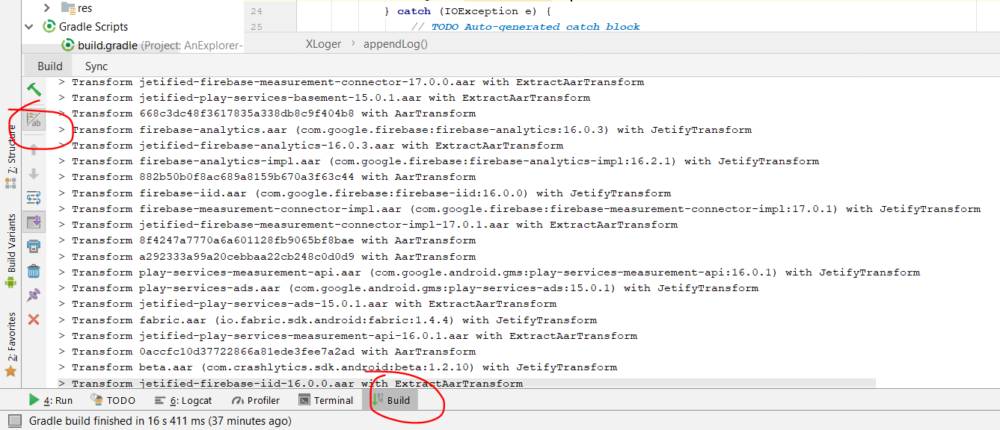 res
Gradle Scripts
build.gradle (Project: AnExplorer-
24 } catch (IOException e) {
25 // TODO Auto-generated catch block
XLoger › appendLog()
Build Sync
> Transform jetified-firebase-measurement-connector-17.0.0.aar with ExtractAarTransform
> Transform jetified-play-services-basement-15.0.1.aar with ExtractAarTransform
> Transform 668c3dc48f3617835a338db8c9f404b8 with AarTransform
> Transform firebase-analytics.aar (com.google.firebase:firebase-analytics:16.0.3) with JetifyTransform
> Transform jetified-firebase-analytics-16.0.3.aar with ExtractAarTransform
> Transform firebase-analytics-impl.aar (com.google.firebase:firebase-analytics-impl:16.2.1) with JetifyTransform
> Transform 882b50b0f8ac689a8159b670a3f63c44 with AarTransform
> Transform firebase-iid.aar (com.google.firebase:firebase-iid:16.0.0) with JetifyTransform
> Transform firebase-measurement-connector-impl.aar (com.google.firebase:firebase-measurement-connector-impl:17.0.1) with JetifyTransform
> Transform jetified-firebase-measurement-connector-impl-17.0.1.aar with ExtractAarTransform
> Transform 8f4247a7770a6a601128fb9065bf8bae with AarTransform
> Transform a292333a99a20cebbaa22cb248c0d0d9 with AarTransform
> Transform play-services-measurement-api.aar (com.google.android.gms:play-services-measurement-api:16.0.1) with JetifyTransform
> Transform play-services-ads.aar (com.google.android.gms:play-services-ads:15.0.1) with JetifyTransform
> Transform jetified-play-services-ads-15.0.1.aar with ExtractAarTransform
> Transform fabric.aar (io.fabric.sdk.android:fabric:1.4.4) with JetifyTransform
> Transform jetified-play-services-measurement-api-16.0.1.aar with ExtractAarTransform
> Transform 0accfc10d37722866a81ede3fee7a2ad with AarTransform
> Transform beta.aar (com.crashlytics.sdk.android:beta:1.2.10) with JetifyTransform
> Transform jetified-firebase-iid-16.0.0.aar with ExtractAarTransform
ab
7: Structure
Build Variants
2: Favorites
4: Run TODO 6: Logcat Profiler Terminal Build
Gradle build finished in 16 s 411 ms (37 minutes ago)